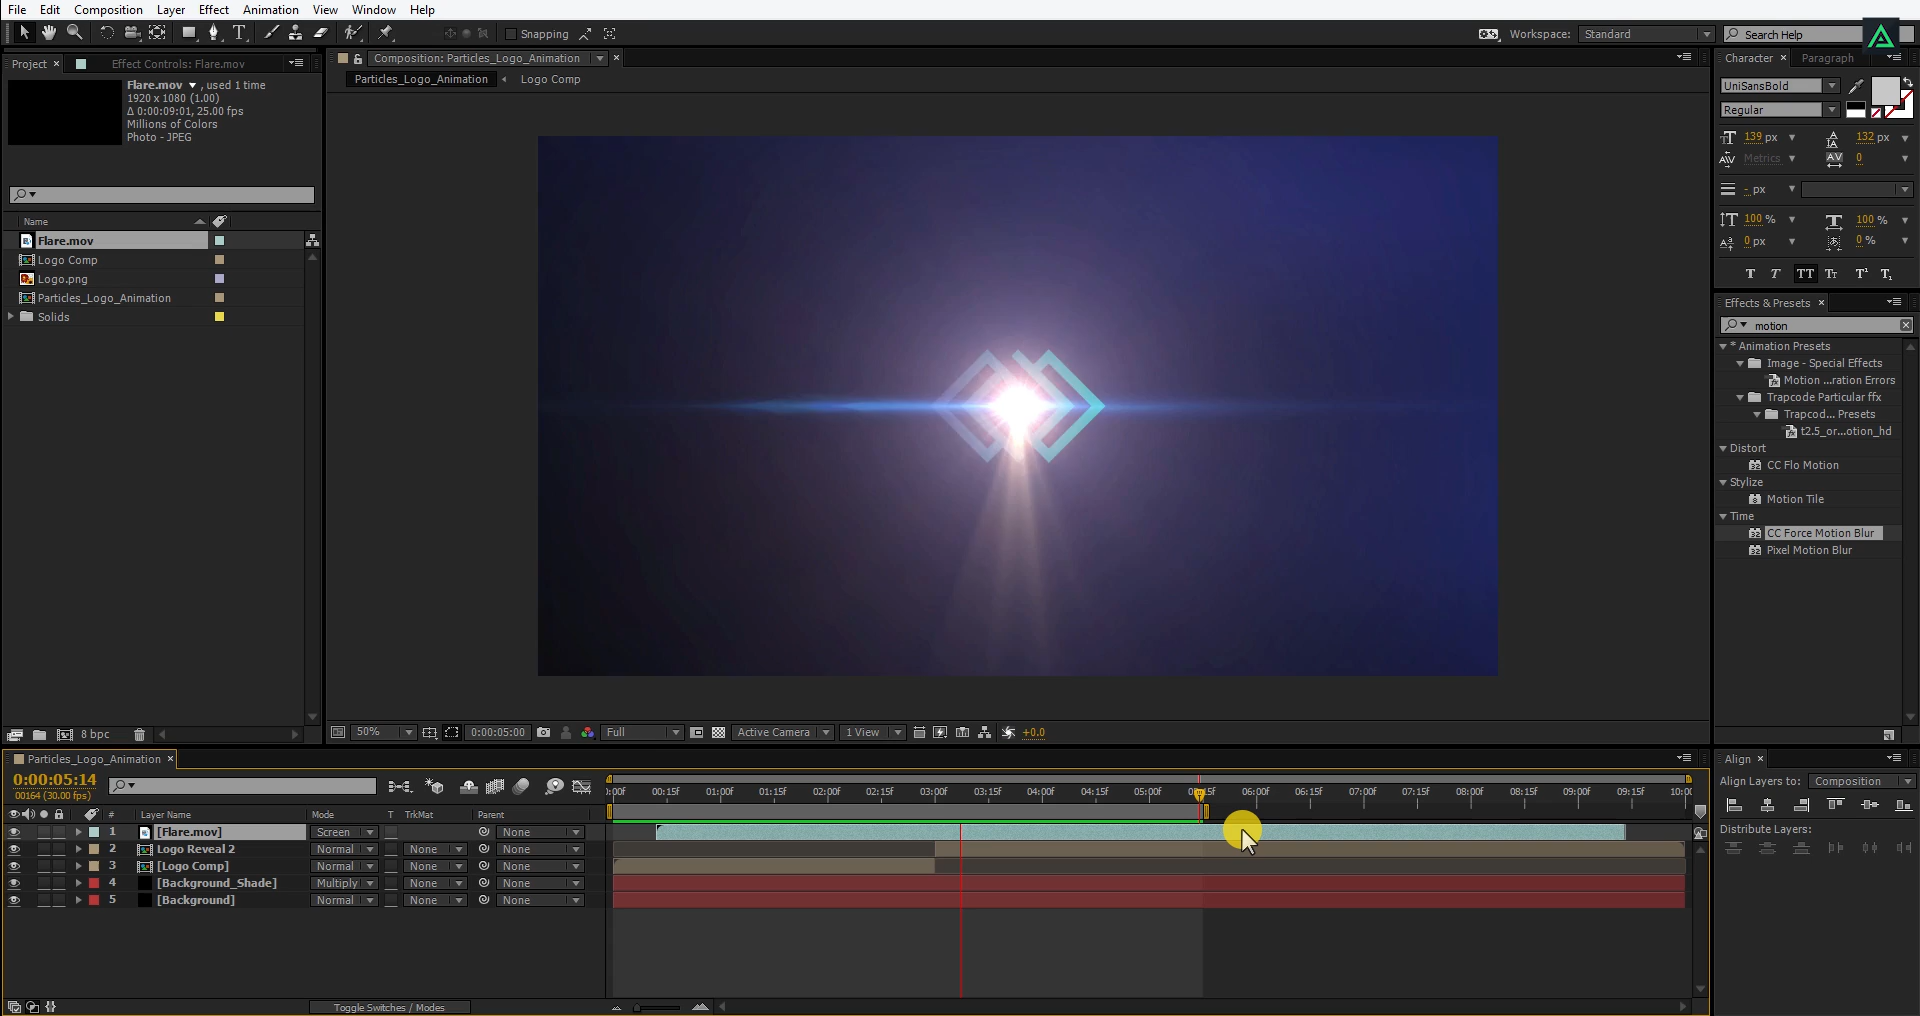 File Edit Composition Layer Effect Animation View Window Help
Snapping
Workspace: Standard
Search Help
Project × Effect Controls: Flare.mov
Composition: Particles_Logo_Animation ×
Particles_Logo_Animation Logo Comp
Flare.mov ▼, used 1 time
1920 x 1080 (1.00)
Δ 0:00:09:01, 25.00 fps
Millions of Colors
Photo - JPEG
Name
Flare.mov
Logo Comp
Logo.png
Particles_Logo_Animation
Solids
8 bpc
50% 0:00:05:00 Full Active Camera 1 View +0.0
Character × Paragraph
UniSansBold
Regular
139 px 132 px
Metrics 0
- px
100 % 100 %
0 px 0 %
T T TT Tт T¹ T₁
Effects & Presets ×
motion
* Animation Presets
Image - Special Effects
Motion ...ration Errors
Trapcode Particular ffx
Trapcod... Presets
t2.5_or...otion_hd
Distort
CC Flo Motion
Stylize
Motion Tile
Time
CC Force Motion Blur
Pixel Motion Blur
Particles_Logo_Animation ×
0:00:05:14
00164 (30.00 fps)
# Layer Name Mode T TrkMat Parent
1 [Flare.mov] Screen None
2 Logo Reveal 2 Normal None None
3 [Logo Comp] Normal None None
4 [Background_Shade] Multiply None None
5 [Background] Normal None None
:00f 00:15f 01:00f 01:15f 02:00f 02:15f 03:00f 03:15f 04:00f 04:15f 05:00f 06:00f 06:15f 07:00f 07:15f 08:00f 08:15f 09:00f 09:15f 10:00
Toggle Switches / Modes
Align ×
Align Layers to: Composition
Distribute Layers: